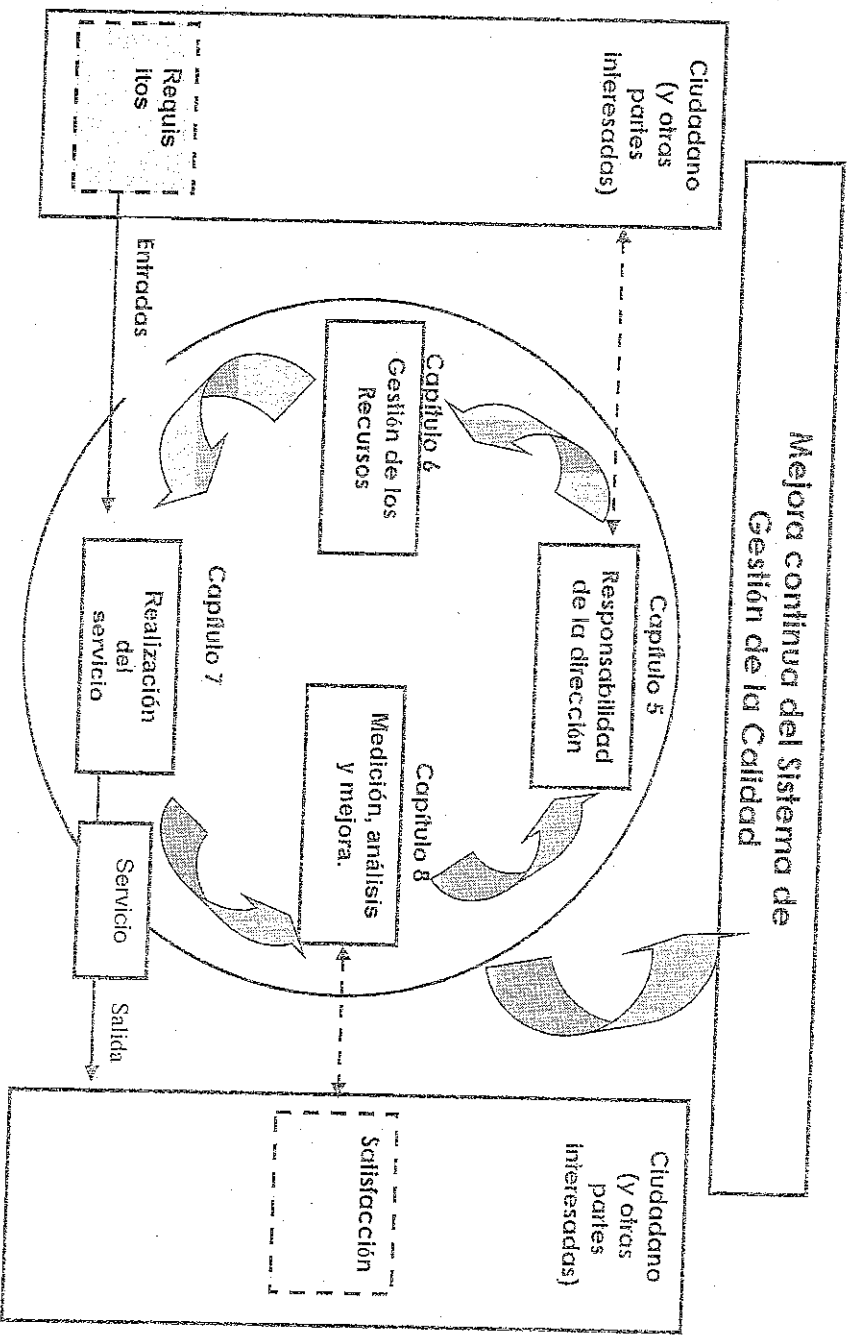 Mejora continua del Sistema de
Gestión de la Calidad
Ciudadano
(y otras
partes
interesadas)
Requis
itos
Entradas
Capítulo 5
Responsabilidad
de la dirección
Capítulo 6
Gestión de los
Recursos
Capítulo 8
Medición, análisis
y mejora.
Capítulo 7
Realización
del
servicio
Servicio
Salida
Ciudadano
(y otras
partes
interesadas)
Satisfacción